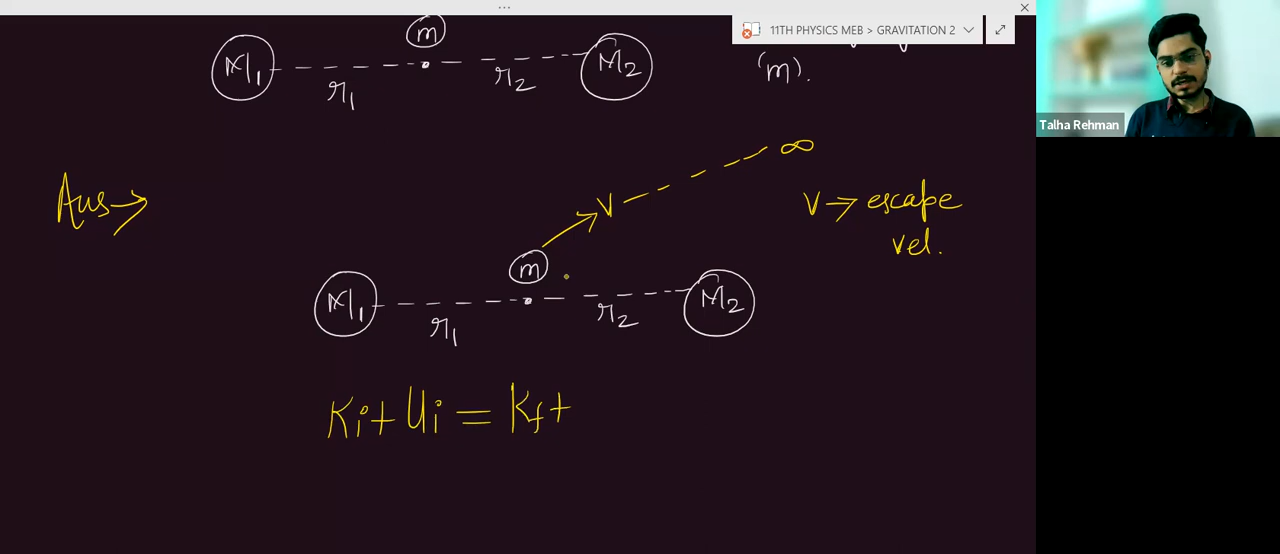 11TH PHYSICS MEB > GRAVITATION 2
m
M1 r1 r2 M2
(m).
Talha Rehman
∞
Ans →
V
V → escape
vel.
m
M1 r1 r2 M2
Ki + Ui = Kf +